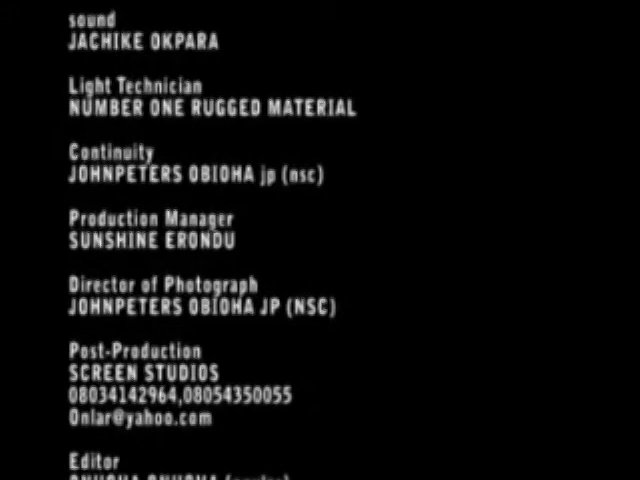 sound
JACHIKE OKPARA
Light Technician
NUMBER ONE RUGGED MATERIAL
Continuity
JOHNPETERS OBIOHA jp (nsc)
Production Manager
SUNSHINE ERONDU
Director of Photograph
JOHNPETERS OBIOHA JP (NSC)
Post-Production
SCREEN STUDIOS
08034142964,08054350055
Onlar@yahoo.com
Editor